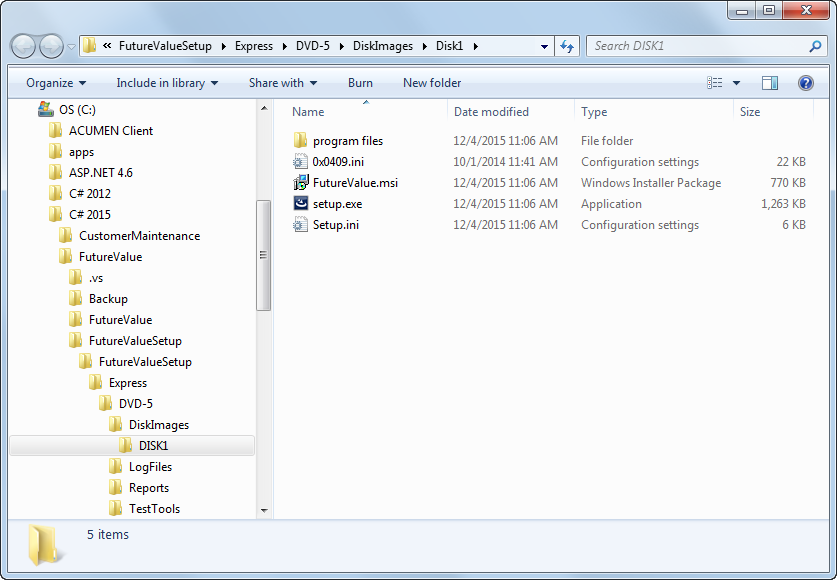 « FutureValueSetup Express DVD-5 DiskImages Disk1 Search DISK1
Organize Include in library Share with Burn New folder
OS (C:)
ACUMEN Client
apps
ASP.NET 4.6
C# 2012
C# 2015
CustomerMaintenance
FutureValue
.vs
Backup
FutureValue
FutureValueSetup
FutureValueSetup
Express
DVD-5
DiskImages
DISK1
LogFiles
Reports
TestTools
Name Date modified Type Size
program files 12/4/2015 11:06 AM File folder
0x0409.ini 10/1/2014 11:41 AM Configuration settings 22 KB
FutureValue.msi 12/4/2015 11:06 AM Windows Installer Package 770 KB
setup.exe 12/4/2015 11:06 AM Application 1,263 KB
Setup.ini 12/4/2015 11:06 AM Configuration settings 6 KB
5 items